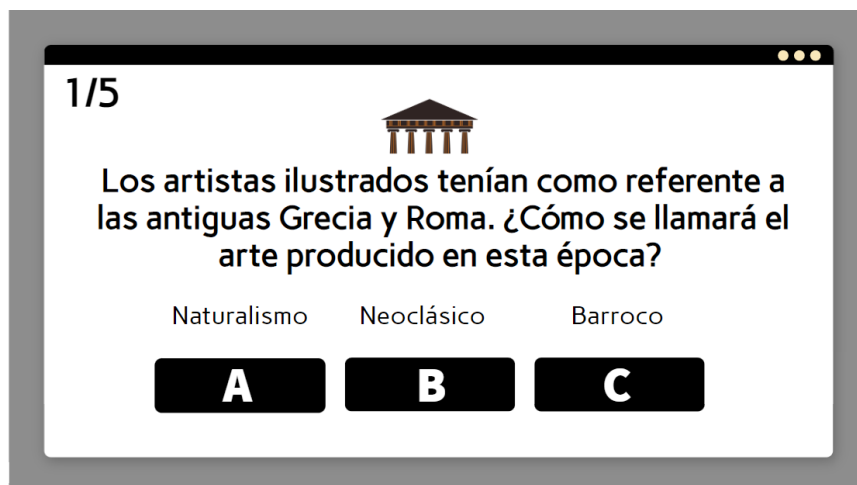 1/5
Los artistas ilustrados tenían como referente a
las antiguas Grecia y Roma. ¿Cómo se llamará el
arte producido en esta época?
Naturalismo Neoclásico Barroco
A B C